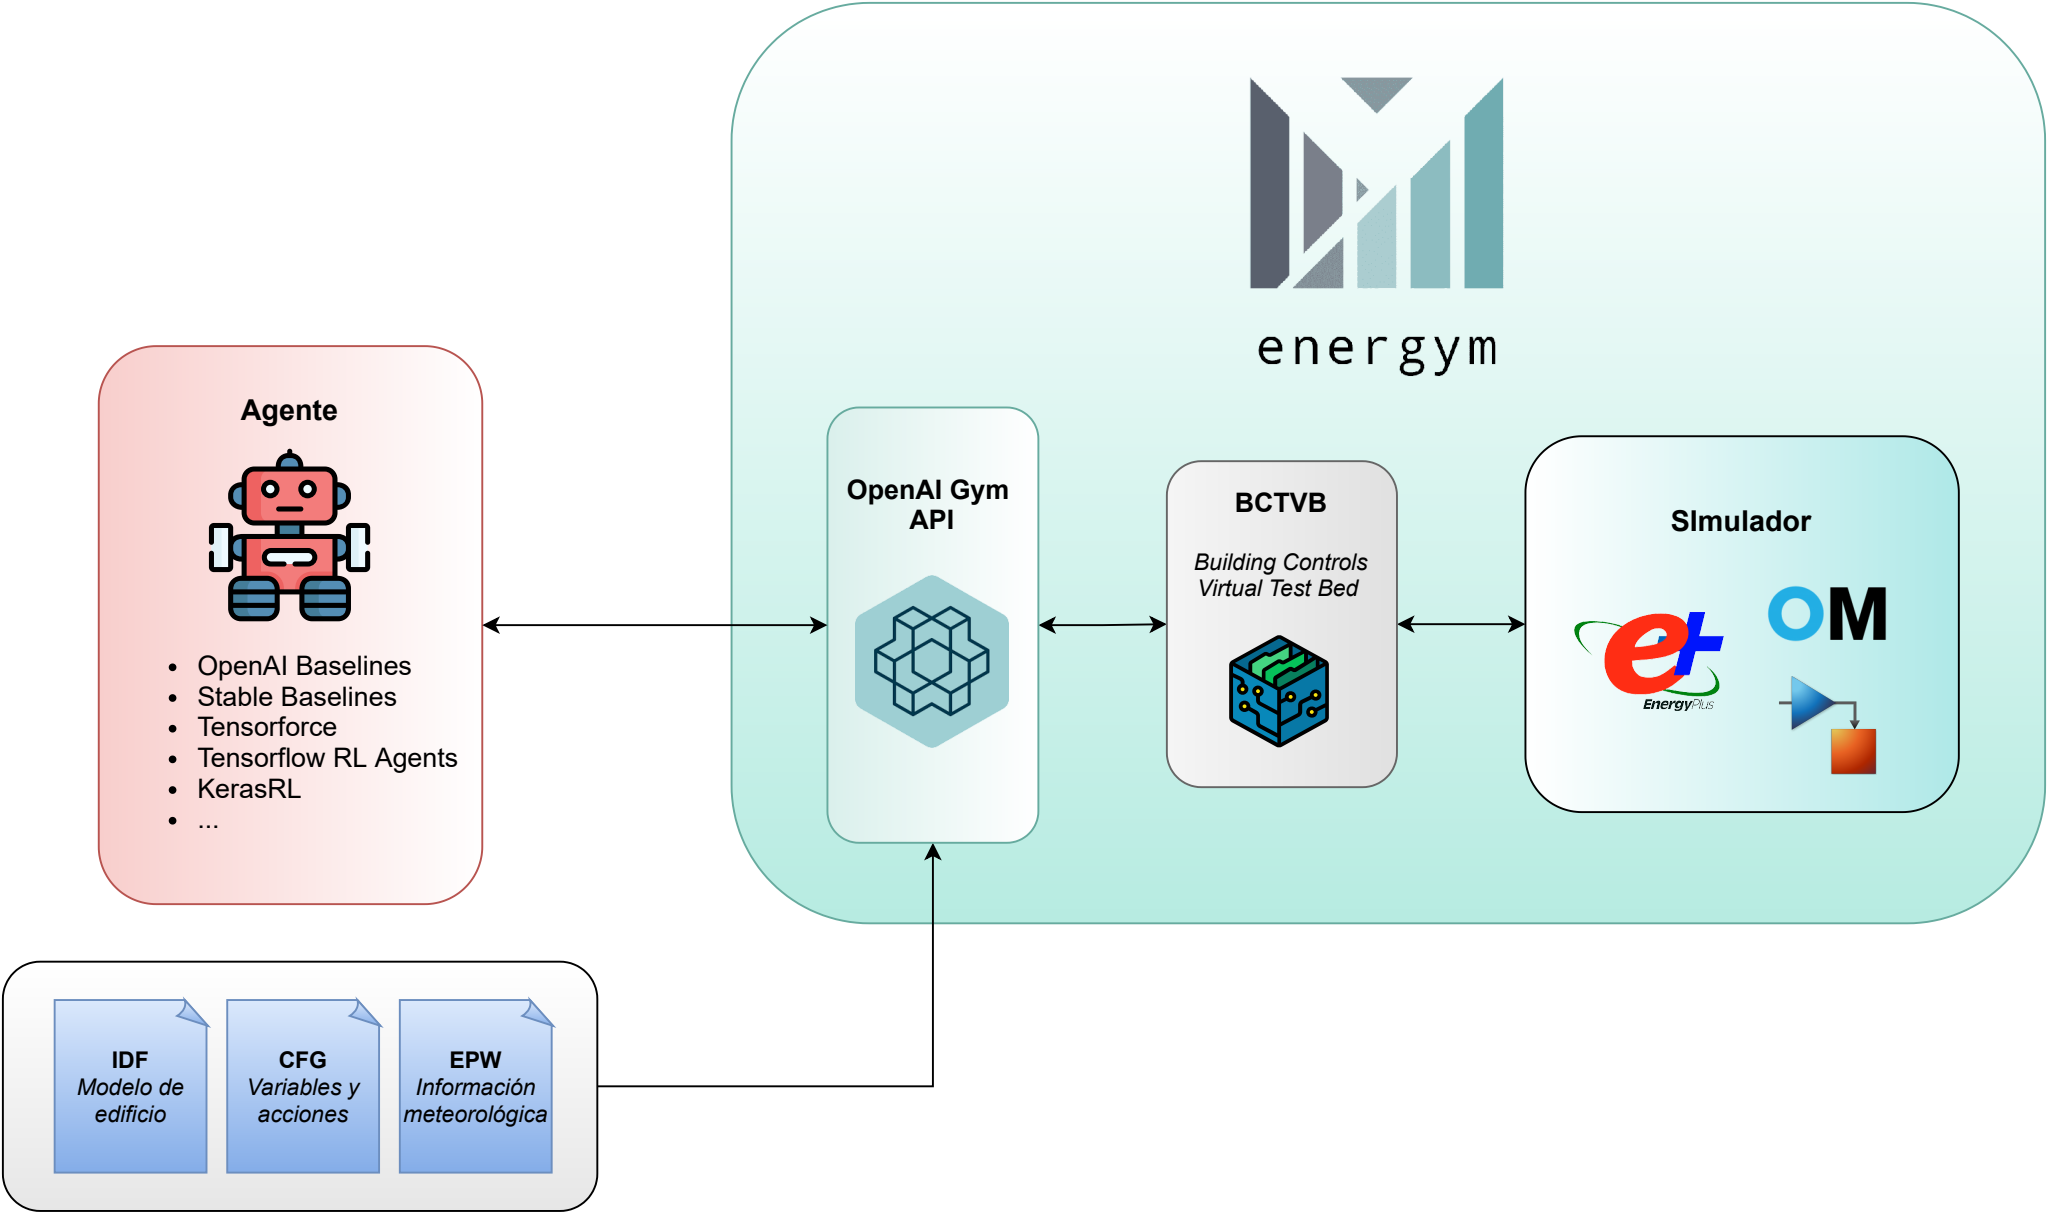 energym
Agente
OpenAI Baselines
Stable Baselines
Tensorforce
Tensorflow RL Agents
KerasRL
...
OpenAI Gym
API
BCTVB
Building Controls
Virtual Test Bed
SImulador
e+
EnergyPlus
OM
IDF
Modelo de
edificio
CFG
Variables y
acciones
EPW
Información
meteorológica